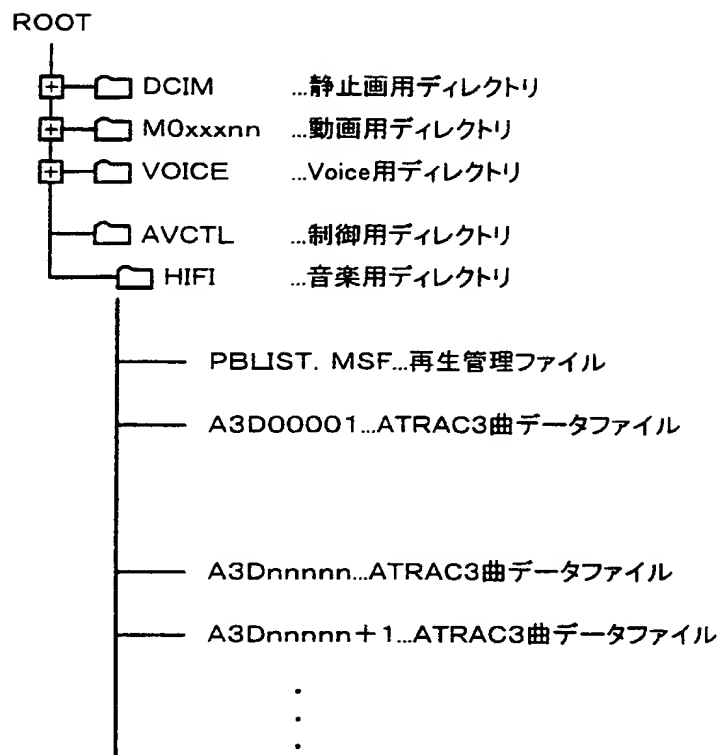 ROOT
DCIM ...静止画用ディレクトリ
M0xxxnn ...動画用ディレクトリ
VOICE ...Voice用ディレクトリ
AVCTL ...制御用ディレクトリ
HIFI ...音楽用ディレクトリ
PBLIST. MSF...再生管理ファイル
A3D00001...ATRAC3曲データファイル
A3Dnnnnn...ATRAC3曲データファイル
A3Dnnnnn+1...ATRAC3曲データファイル